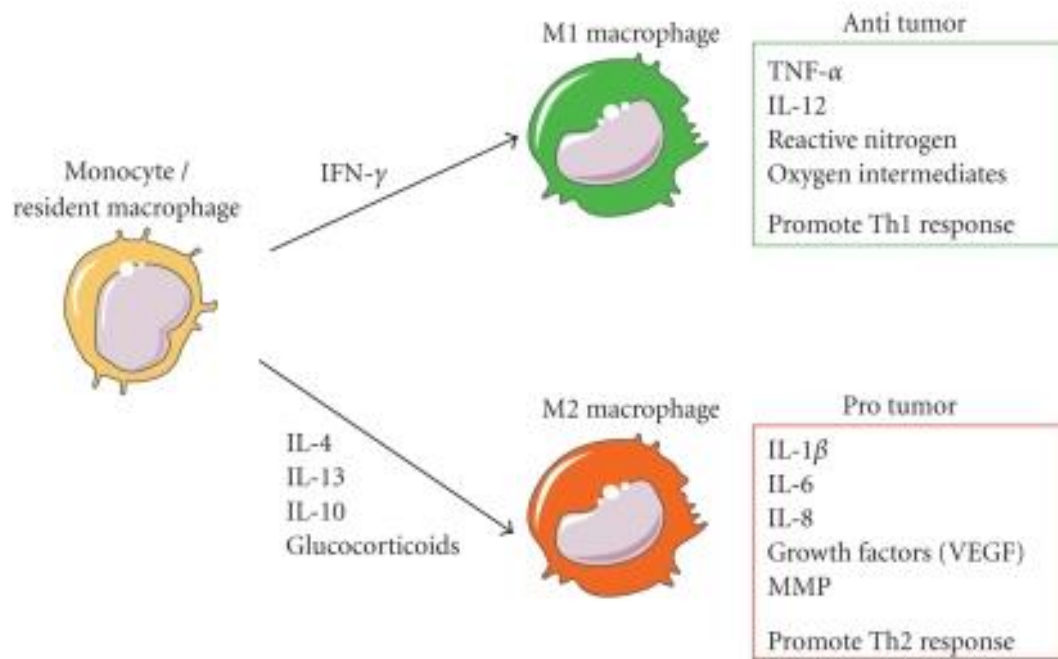 Monocyte /
resident macrophage
IFN-γ
M1 macrophage
Anti tumor
TNF-α
IL-12
Reactive nitrogen
Oxygen intermediates
Promote Th1 response
IL-4
IL-13
IL-10
Glucocorticoids
M2 macrophage
Pro tumor
IL-1β
IL-6
IL-8
Growth factors (VEGF)
MMP
Promote Th2 response